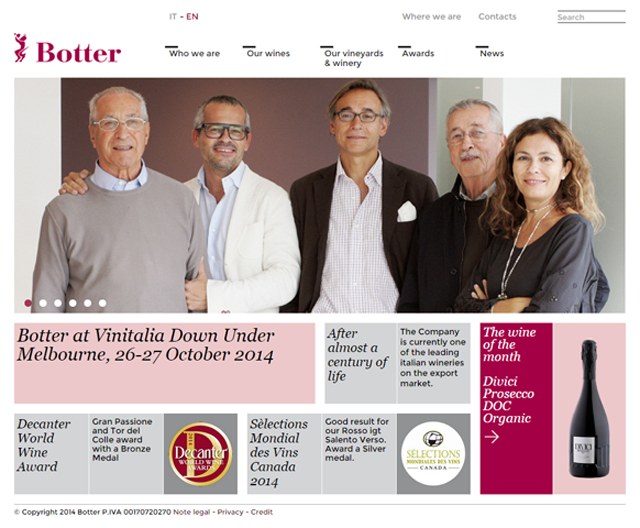 IT - EN
Where we are
Contacts
Search
Botter
Who we are
Our wines
Our vineyards
& winery
Awards
News
Botter at Vinitalia Down Under
Melbourne, 26-27 October 2014
After
almost a
century of
life
The Company
is currently one
of the leading
italian wineries
on the export
market.
The wine
of the
month
Divici
Prosecco
DOC
Organic
DIVICI
Decanter
World
Wine
Award
Gran Passione
and Tor del
Colle award
with a Bronze
Medal
Decanter
WORLD WINE
AWARDS
Sèlections
Mondial
des Vins
Canada
2014
Good result for
our Rosso igt
Salento Verso.
Award a Silver
medal.
SÉLECTIONS
MONDIALES DES VINS
CANADA
© Copyright 2014 Botter P.IVA 00170720270 Note legal - Privacy - Credit